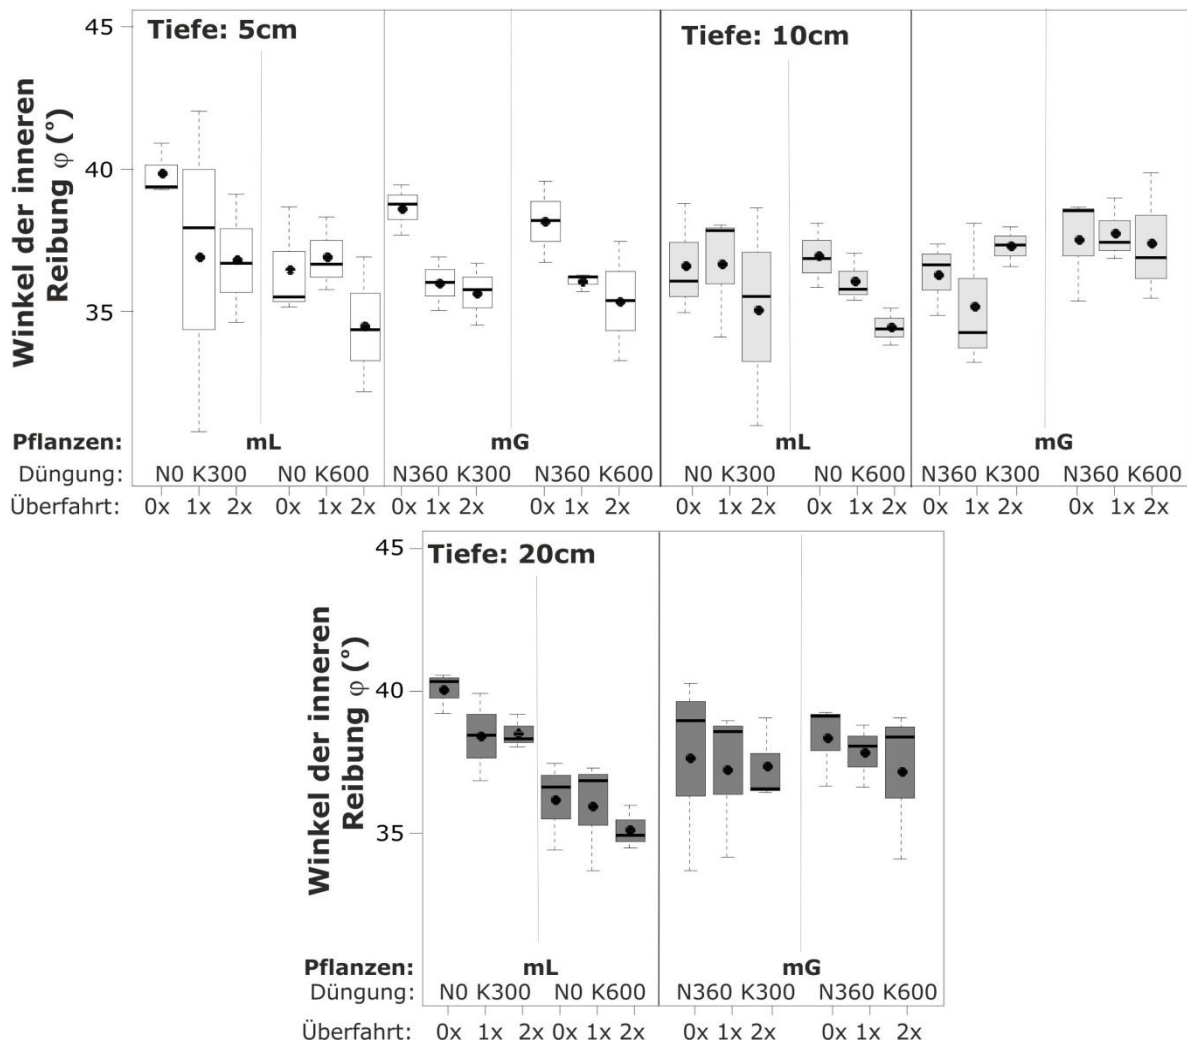 45
Tiefe: 5cm
Tiefe: 10cm
40
35
Winkel der inneren
Reibung φ (°)
Pflanzen: mL mG mL mG
Düngung: N0 K300 N0 K600 N360 K300 N360 K600 N0 K300 N0 K600 N360 K300 N360 K600
Überfahrt: 0x 1x 2x 0x 1x 2x 0x 1x 2x 0x 1x 2x 0x 1x 2x 0x 1x 2x 0x 1x 2x 0x 1x 2x
45
Tiefe: 20cm
40
35
Winkel der inneren
Reibung φ (°)
Pflanzen: mL mG
Düngung: N0 K300 N0 K600 N360 K300 N360 K600
Überfahrt: 0x 1x 2x 0x 1x 2x 0x 1x 2x 0x 1x 2x